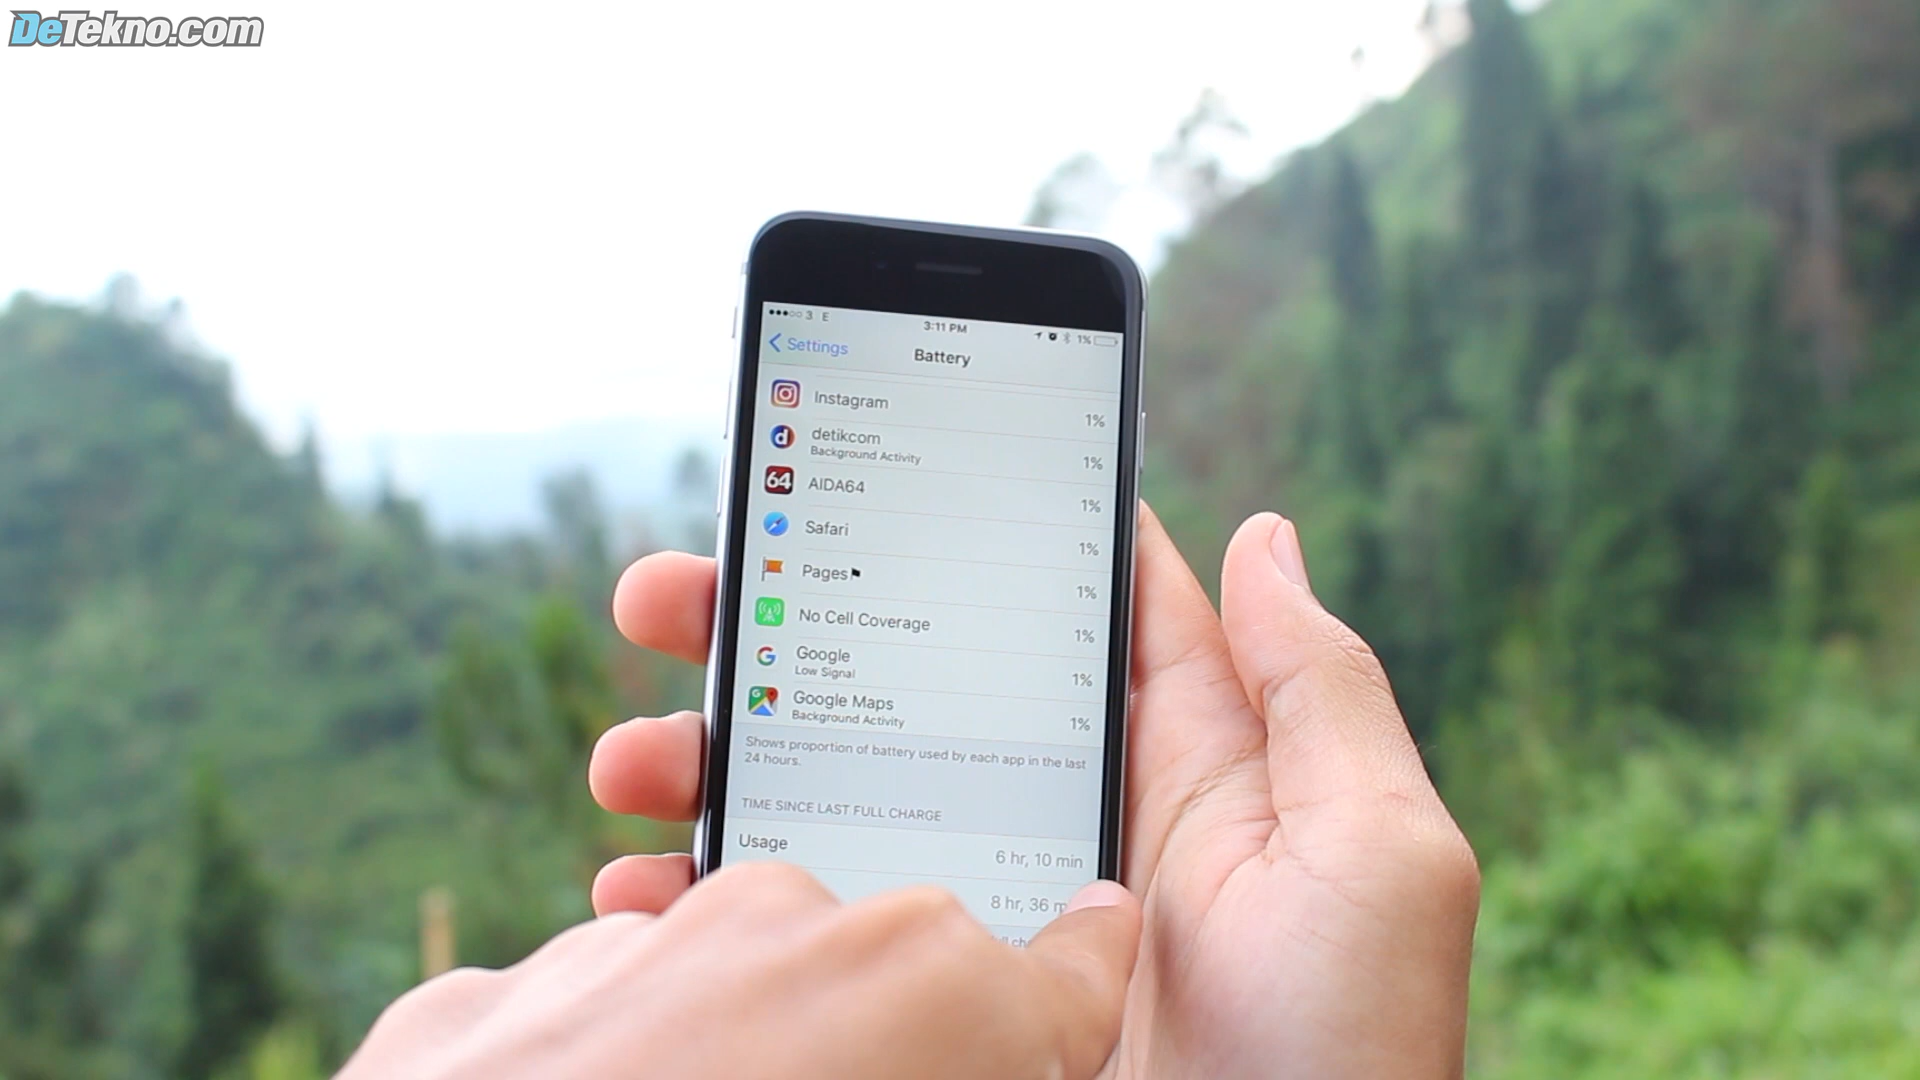 DeTekno.com
3 E 3:11 PM 1%
Settings Battery
Instagram 1%
detikcom
Background Activity 1%
64 AIDA64 1%
Safari 1%
Pages 1%
No Cell Coverage 1%
Google
Low Signal 1%
Google Maps
Background Activity 1%
Shows proportion of battery used by each app in the last
24 hours.
TIME SINCE LAST FULL CHARGE
Usage 6 hr, 10 min
8 hr, 36